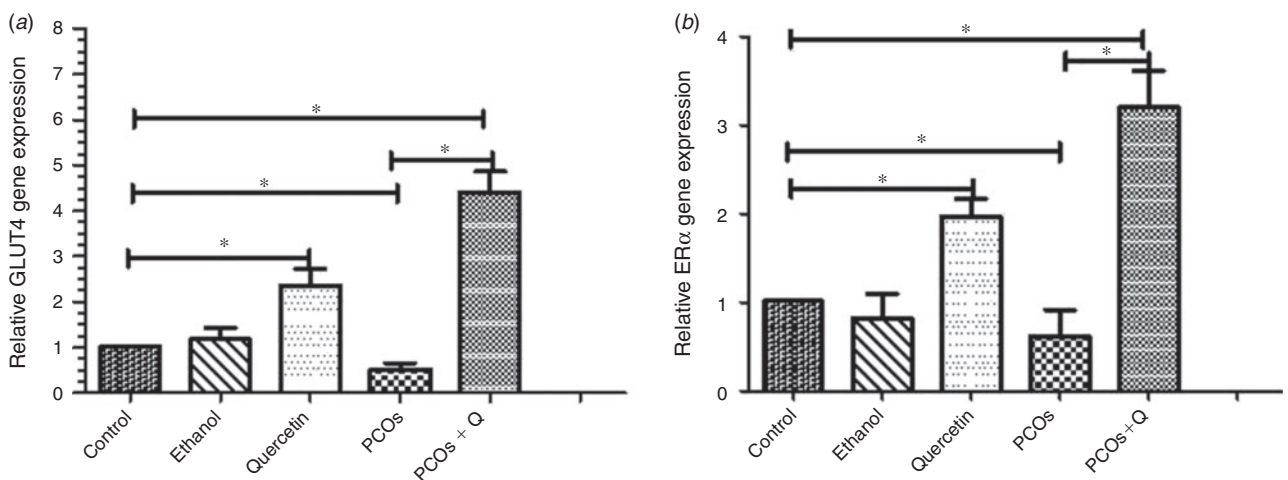 (a)
Relative GLUT4 gene expression
8
7
6
5
4
3
2
1
0
*
*
*
*
Control
Ethanol
Quercetin
PCOs
PCOs + Q
(b)
Relative ERα gene expression
4
3
2
1
0
*
*
*
*
Control
Ethanol
Quercetin
PCOs
PCOs+Q